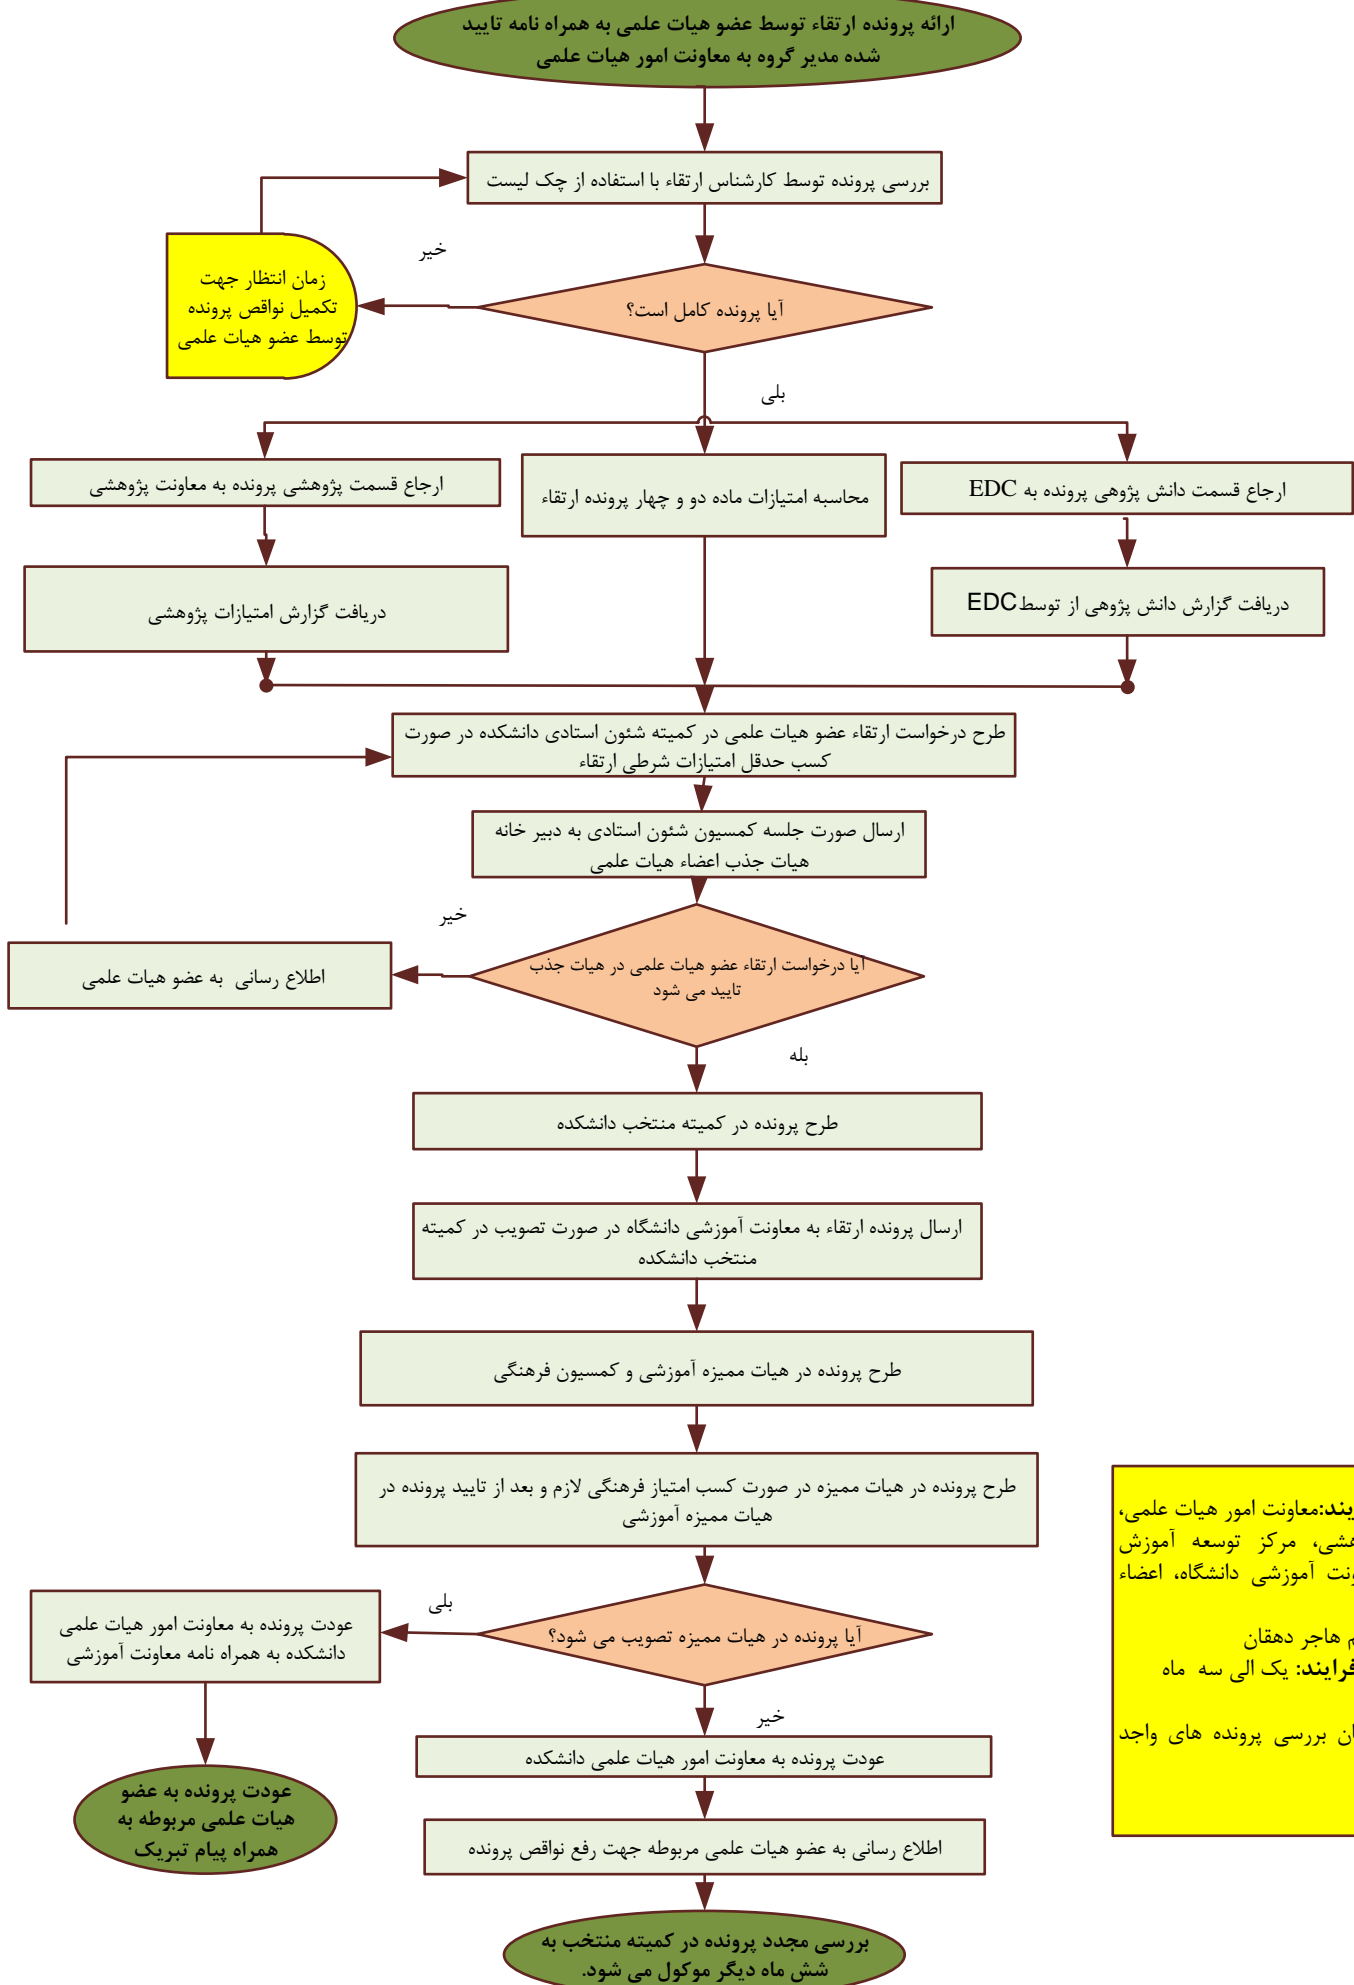 ارائه پرونده ارتقاء توسط عضو هیات علمی به همراه نامه تایید
شده مدیر گروه به معاونت امور هیات علمی
بررسی پرونده توسط کارشناس ارتقاء با استفاده از چک لیست
خیر
زمان انتظار جهت
تکمیل نواقص پرونده
توسط عضو هیات علمی
آیا پرونده کامل است؟
بلی
ارجاع قسمت دانش پژوهی پرونده به EDC
محاسبه امتیازات ماده دو و چهار پرونده ارتقاء
ارجاع قسمت پژوهشی پرونده به معاونت پژوهشی
دریافت گزارش دانش پژوهی از توسطEDC
دریافت گزارش امتیازات پژوهشی
طرح درخواست ارتقاء عضو هیات علمی در کمیته شئون استادی دانشکده در صورت
کسب حدقل امتیازات شرطی ارتقاء
ارسال صورت جلسه کمسیون شئون استادی به دبیر خانه
هیات جذب اعضاء هیات علمی
خیر
آیا درخواست ارتقاء عضو هیات علمی در هیات جذب
تایید می شود
اطلاع رسانی به عضو هیات علمی
بله
طرح پرونده در کمیته منتخب دانشکده
ارسال پرونده ارتقاء به معاونت آموزشی دانشگاه در صورت تصویب در کمیته
منتخب دانشکده
طرح پرونده در هیات ممیزه آموزشی و کمسیون فرهنگی
طرح پرونده در هیات ممیزه در صورت کسب امتیاز فرهنگی لازم و بعد از تایید پرونده در
هیات ممیزه آموزشی
معاونت امور هیات علمی،
مرکز توسعه آموزش
آموزشی دانشگاه، اعضاء
هاجر دهقان
فرایند: یک الی سه ماه
بررسی پرونده های واجد
آیا پرونده در هیات ممیزه تصویب می شود؟
بلی
عودت پرونده به معاونت امور هیات علمی
دانشکده به همراه نامه معاونت آموزشی
خیر
عودت پرونده به معاونت امور هیات علمی دانشکده
عودت پرونده به عضو
هیات علمی مربوطه به
همراه پیام تبریک
اطلاع رسانی به عضو هیات علمی مربوطه جهت رفع نواقص پرونده
بررسی مجدد پرونده در کمیته منتخب به
شش ماه دیگر موکول می شود.